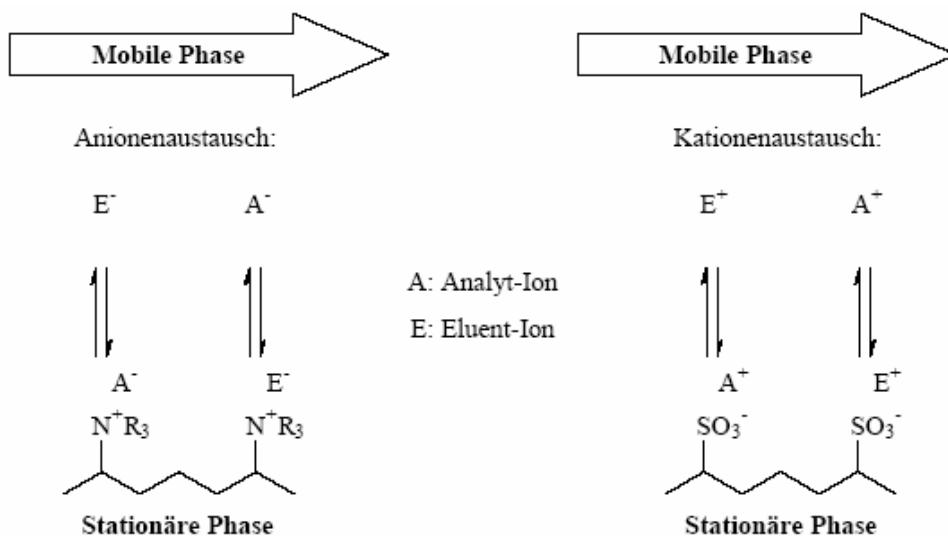 Mobile Phase
Mobile Phase
Anionenaustausch:
Kationenaustausch:
E⁻ A⁻
E⁺ A⁺
A: Analyt-Ion
E: Eluent-Ion
A⁻ E⁻
A⁺ E⁺
N⁺R₃ N⁺R₃
SO₃⁻ SO₃⁻
Stationäre Phase
Stationäre Phase